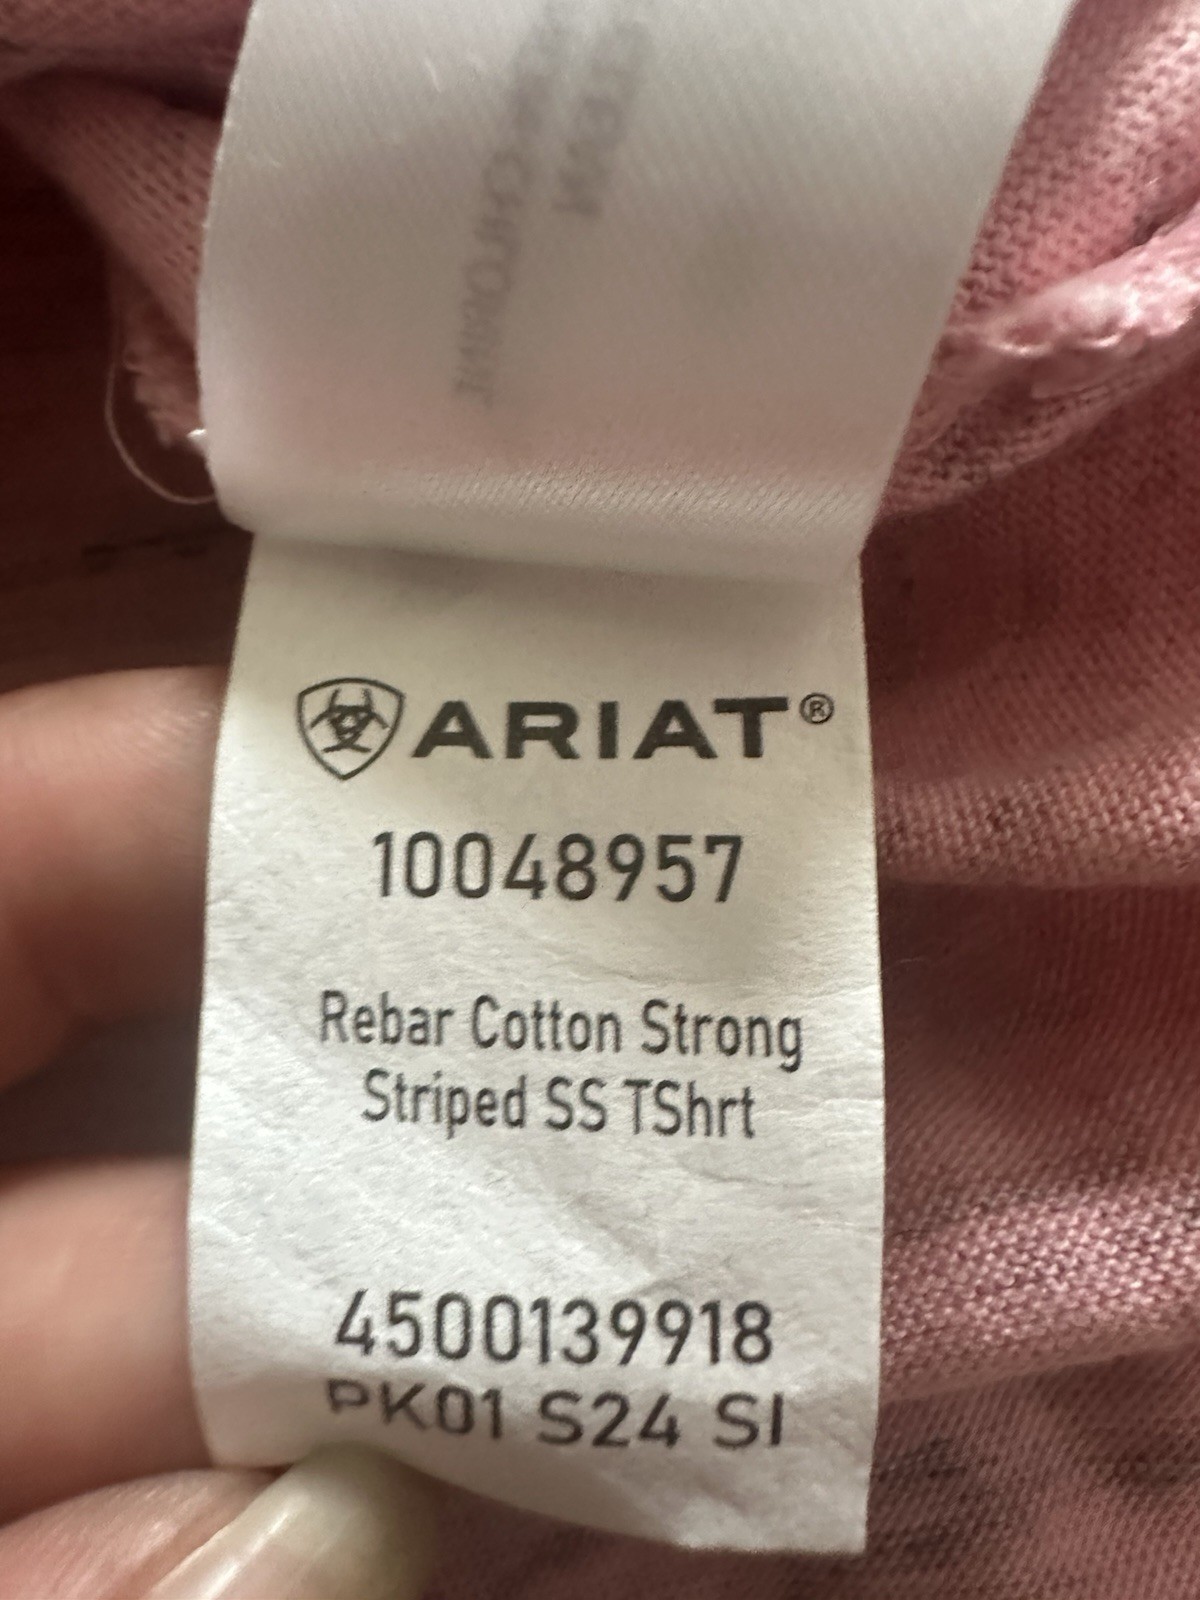 ARIAT®
10048957
Rebar Cotton Strong
Striped SS TShrt
4500139918
PK01 S24 SI